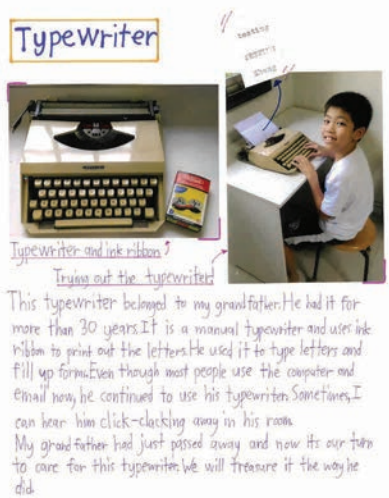 Typewriter
testing
Typewriter and ink ribbon
Trying out the typewriter!
This typewriter belonged to my grandfather. He had it for
more than 30 years. It is a manual typewriter and uses ink
ribbon to print out the letters. He used it to type letters and
fill up forms. Even though most people use the computer and
email now, he continued to use his typewriter. Sometimes, I
can hear him click-clacking away in his room.
My grandfather had just passed away and now its our turn
to care for this typewriter. We will treasure it the way he
did.